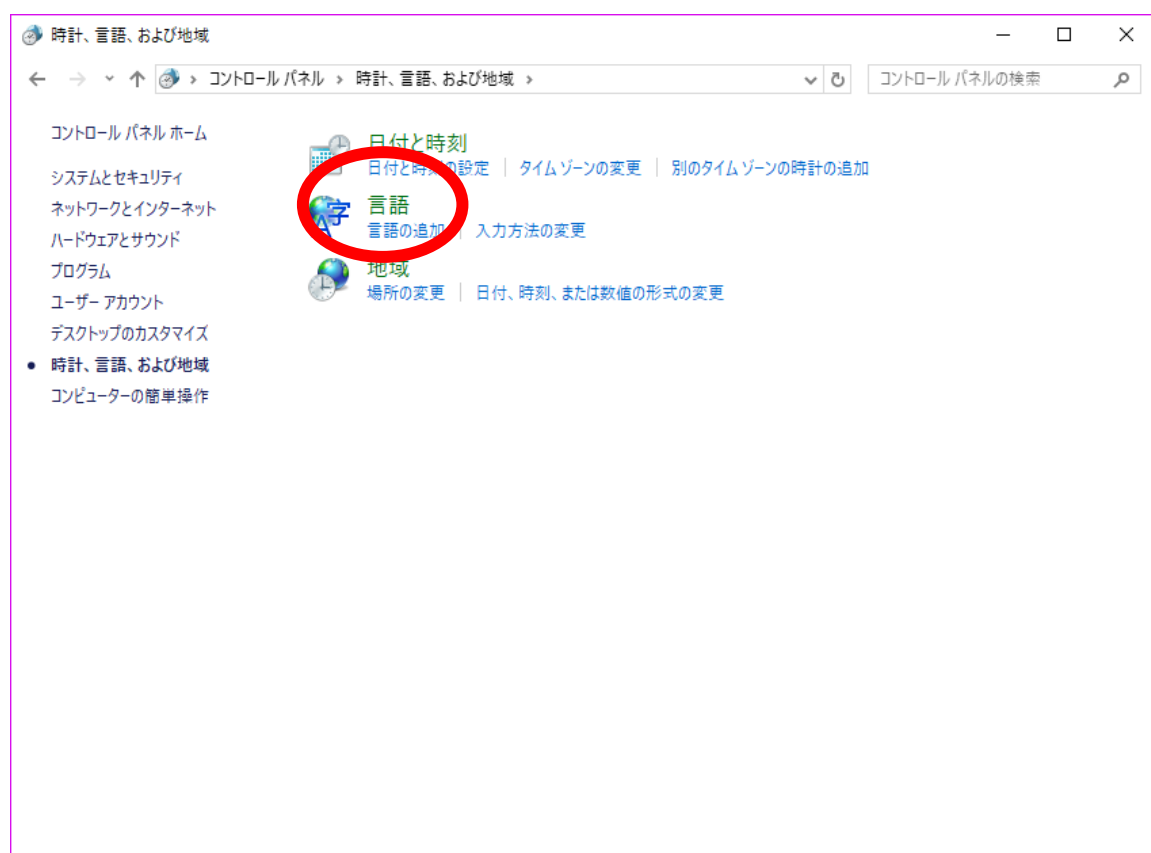 時計、言語、および地域
コントロール パネル › 時計、言語、および地域 ›
コントロール パネルの検索
コントロール パネル ホーム
システムとセキュリティ
ネットワークとインターネット
ハードウェアとサウンド
プログラム
ユーザー アカウント
デスクトップのカスタマイズ
• 時計、言語、および地域
コンピューターの簡単操作
日付と時刻
日付と時刻の設定 | タイム ゾーンの変更 | 別のタイム ゾーンの時計の追加
字 A
言語
言語の追加 | 入力方法の変更
地域
場所の変更 | 日付、時刻、または数値の形式の変更